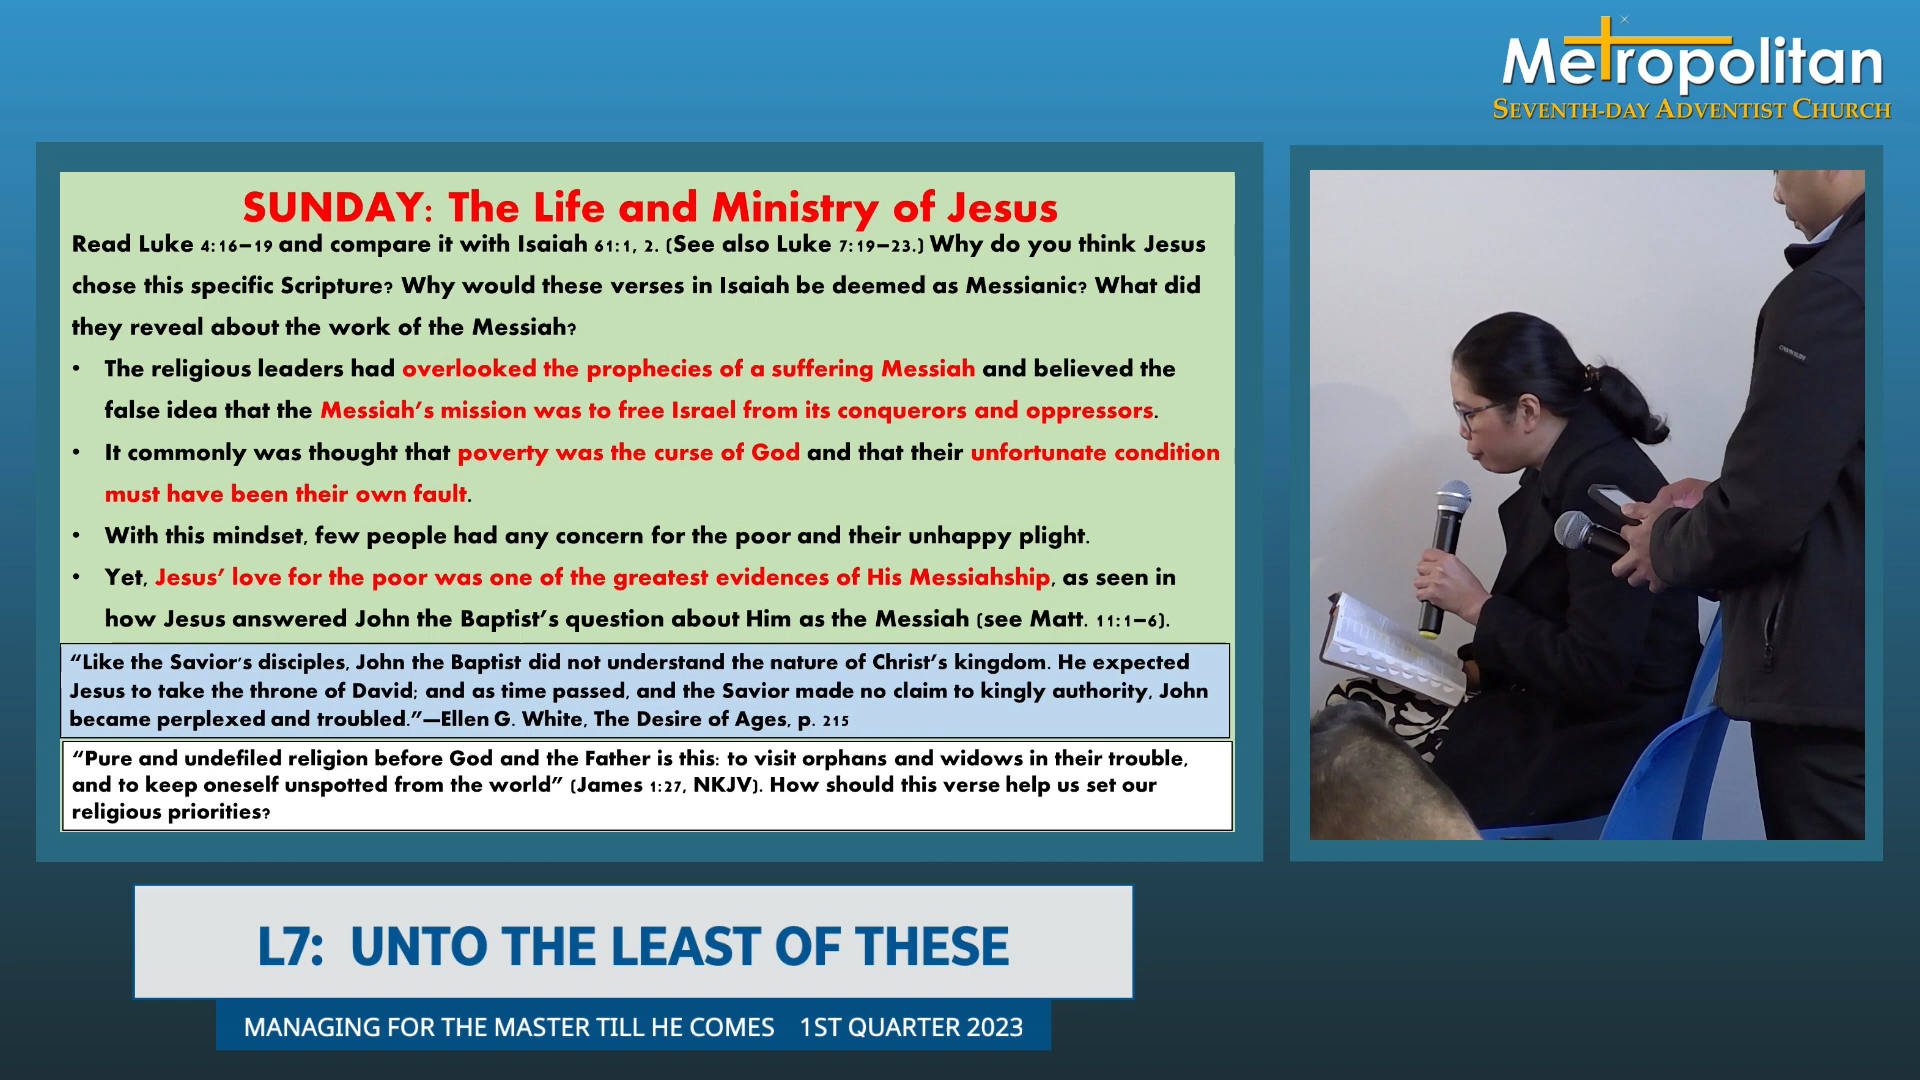 Metropolitan
SEVENTH-DAY ADVENTIST CHURCH
SUNDAY: The Life and Ministry of Jesus
Read Luke 4:16–19 and compare it with Isaiah 61:1, 2. (See also Luke 7:19–23.) Why do you think Jesus
chose this specific Scripture? Why would these verses in Isaiah be deemed as Messianic? What did
they reveal about the work of the Messiah?
• The religious leaders had overlooked the prophecies of a suffering Messiah and believed the
false idea that the Messiah’s mission was to free Israel from its conquerors and oppressors.
• It commonly was thought that poverty was the curse of God and that their unfortunate condition
must have been their own fault.
• With this mindset, few people had any concern for the poor and their unhappy plight.
• Yet, Jesus’ love for the poor was one of the greatest evidences of His Messiahship, as seen in
how Jesus answered John the Baptist’s question about Him as the Messiah (see Matt. 11:1–6).
“Like the Savior’s disciples, John the Baptist did not understand the nature of Christ’s kingdom. He expected
Jesus to take the throne of David; and as time passed, and the Savior made no claim to kingly authority, John
became perplexed and troubled.”—Ellen G. White, The Desire of Ages, p. 215
“Pure and undefiled religion before God and the Father is this: to visit orphans and widows in their trouble,
and to keep oneself unspotted from the world” (James 1:27, NKJV). How should this verse help us set our
religious priorities?
L7: UNTO THE LEAST OF THESE
MANAGING FOR THE MASTER TILL HE COMES 1ST QUARTER 2023